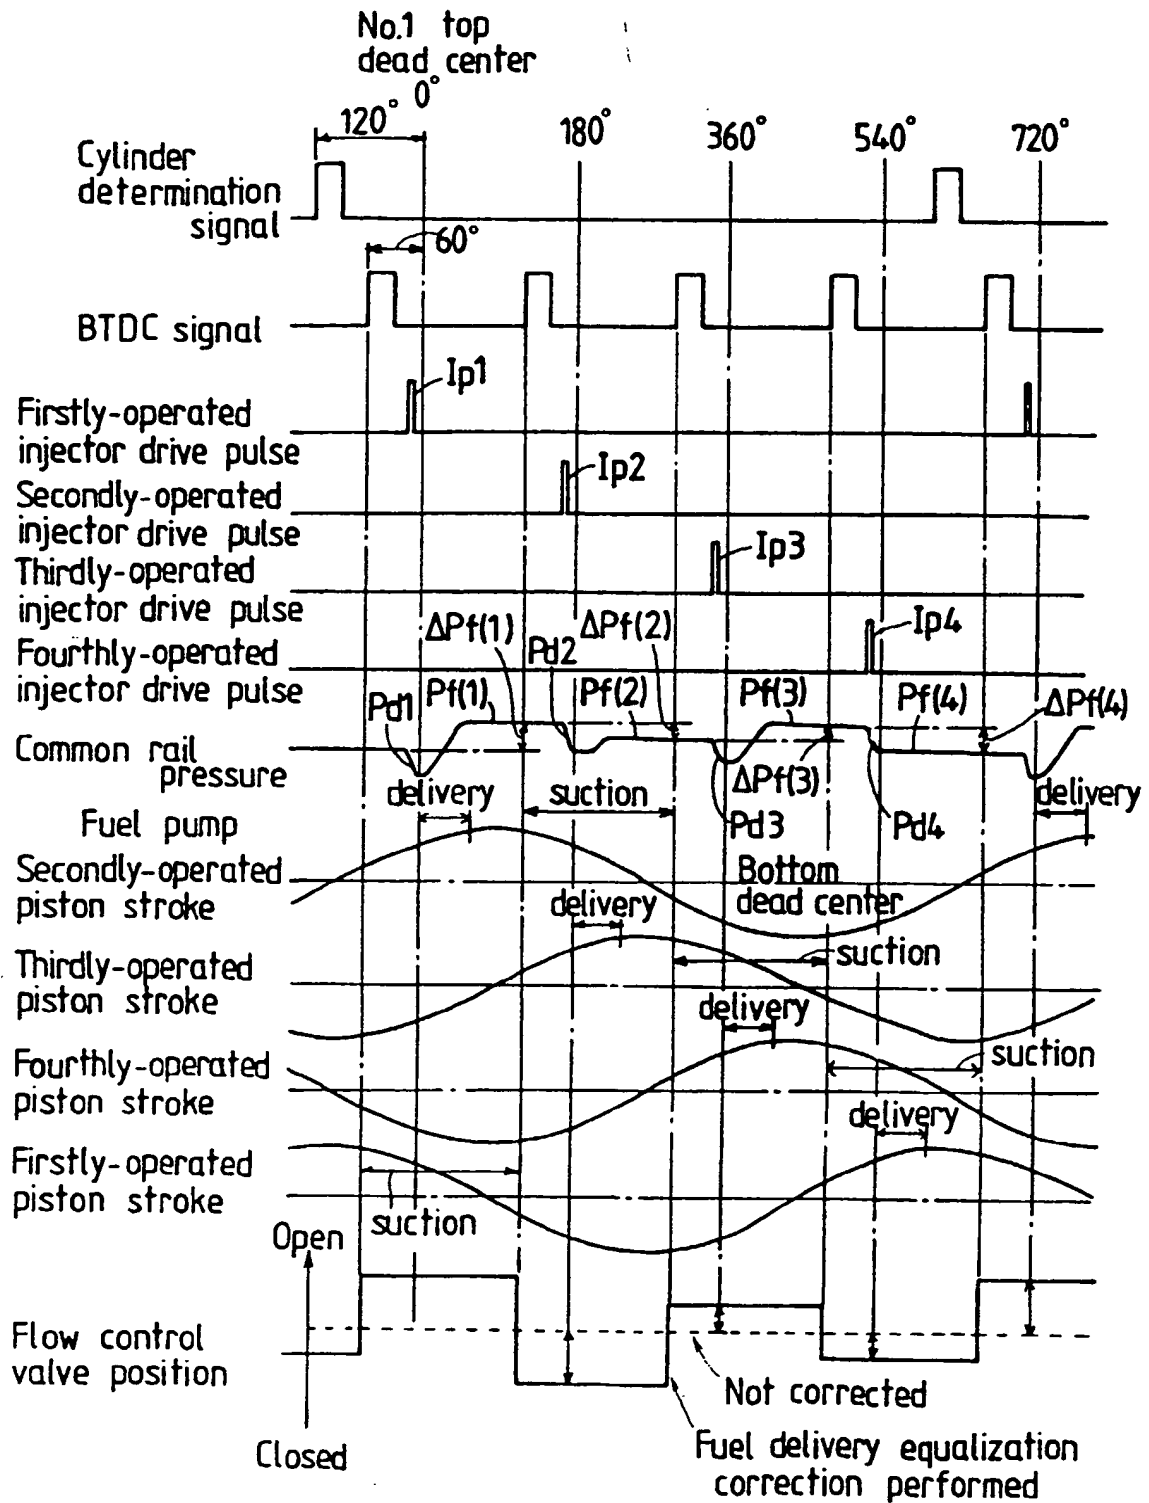 No.1 top
dead center
0°
120°
180°
360°
540°
720°
Cylinder
determination
signal
60°
BTDC signal
Ip1
Firstly-operated
injector drive pulse
Ip2
Secondly-operated
injector drive pulse
Ip3
Thirdly-operated
injector drive pulse
Ip4
Fourthly-operated
injector drive pulse
ΔPf(1)
Pd2
ΔPf(2)
Pd1
Pf(1)
Pf(2)
Pf(3)
Pf(4)
ΔPf(4)
Common rail
pressure
ΔPf(3)
Pd3
Pd4
delivery
suction
delivery
Fuel pump
Secondly-operated
piston stroke
Bottom
dead center
delivery
suction
Thirdly-operated
piston stroke
delivery
suction
Fourthly-operated
piston stroke
delivery
Firstly-operated
piston stroke
suction
Open
Flow control
valve position
Not corrected
Closed
Fuel delivery equalization
correction performed